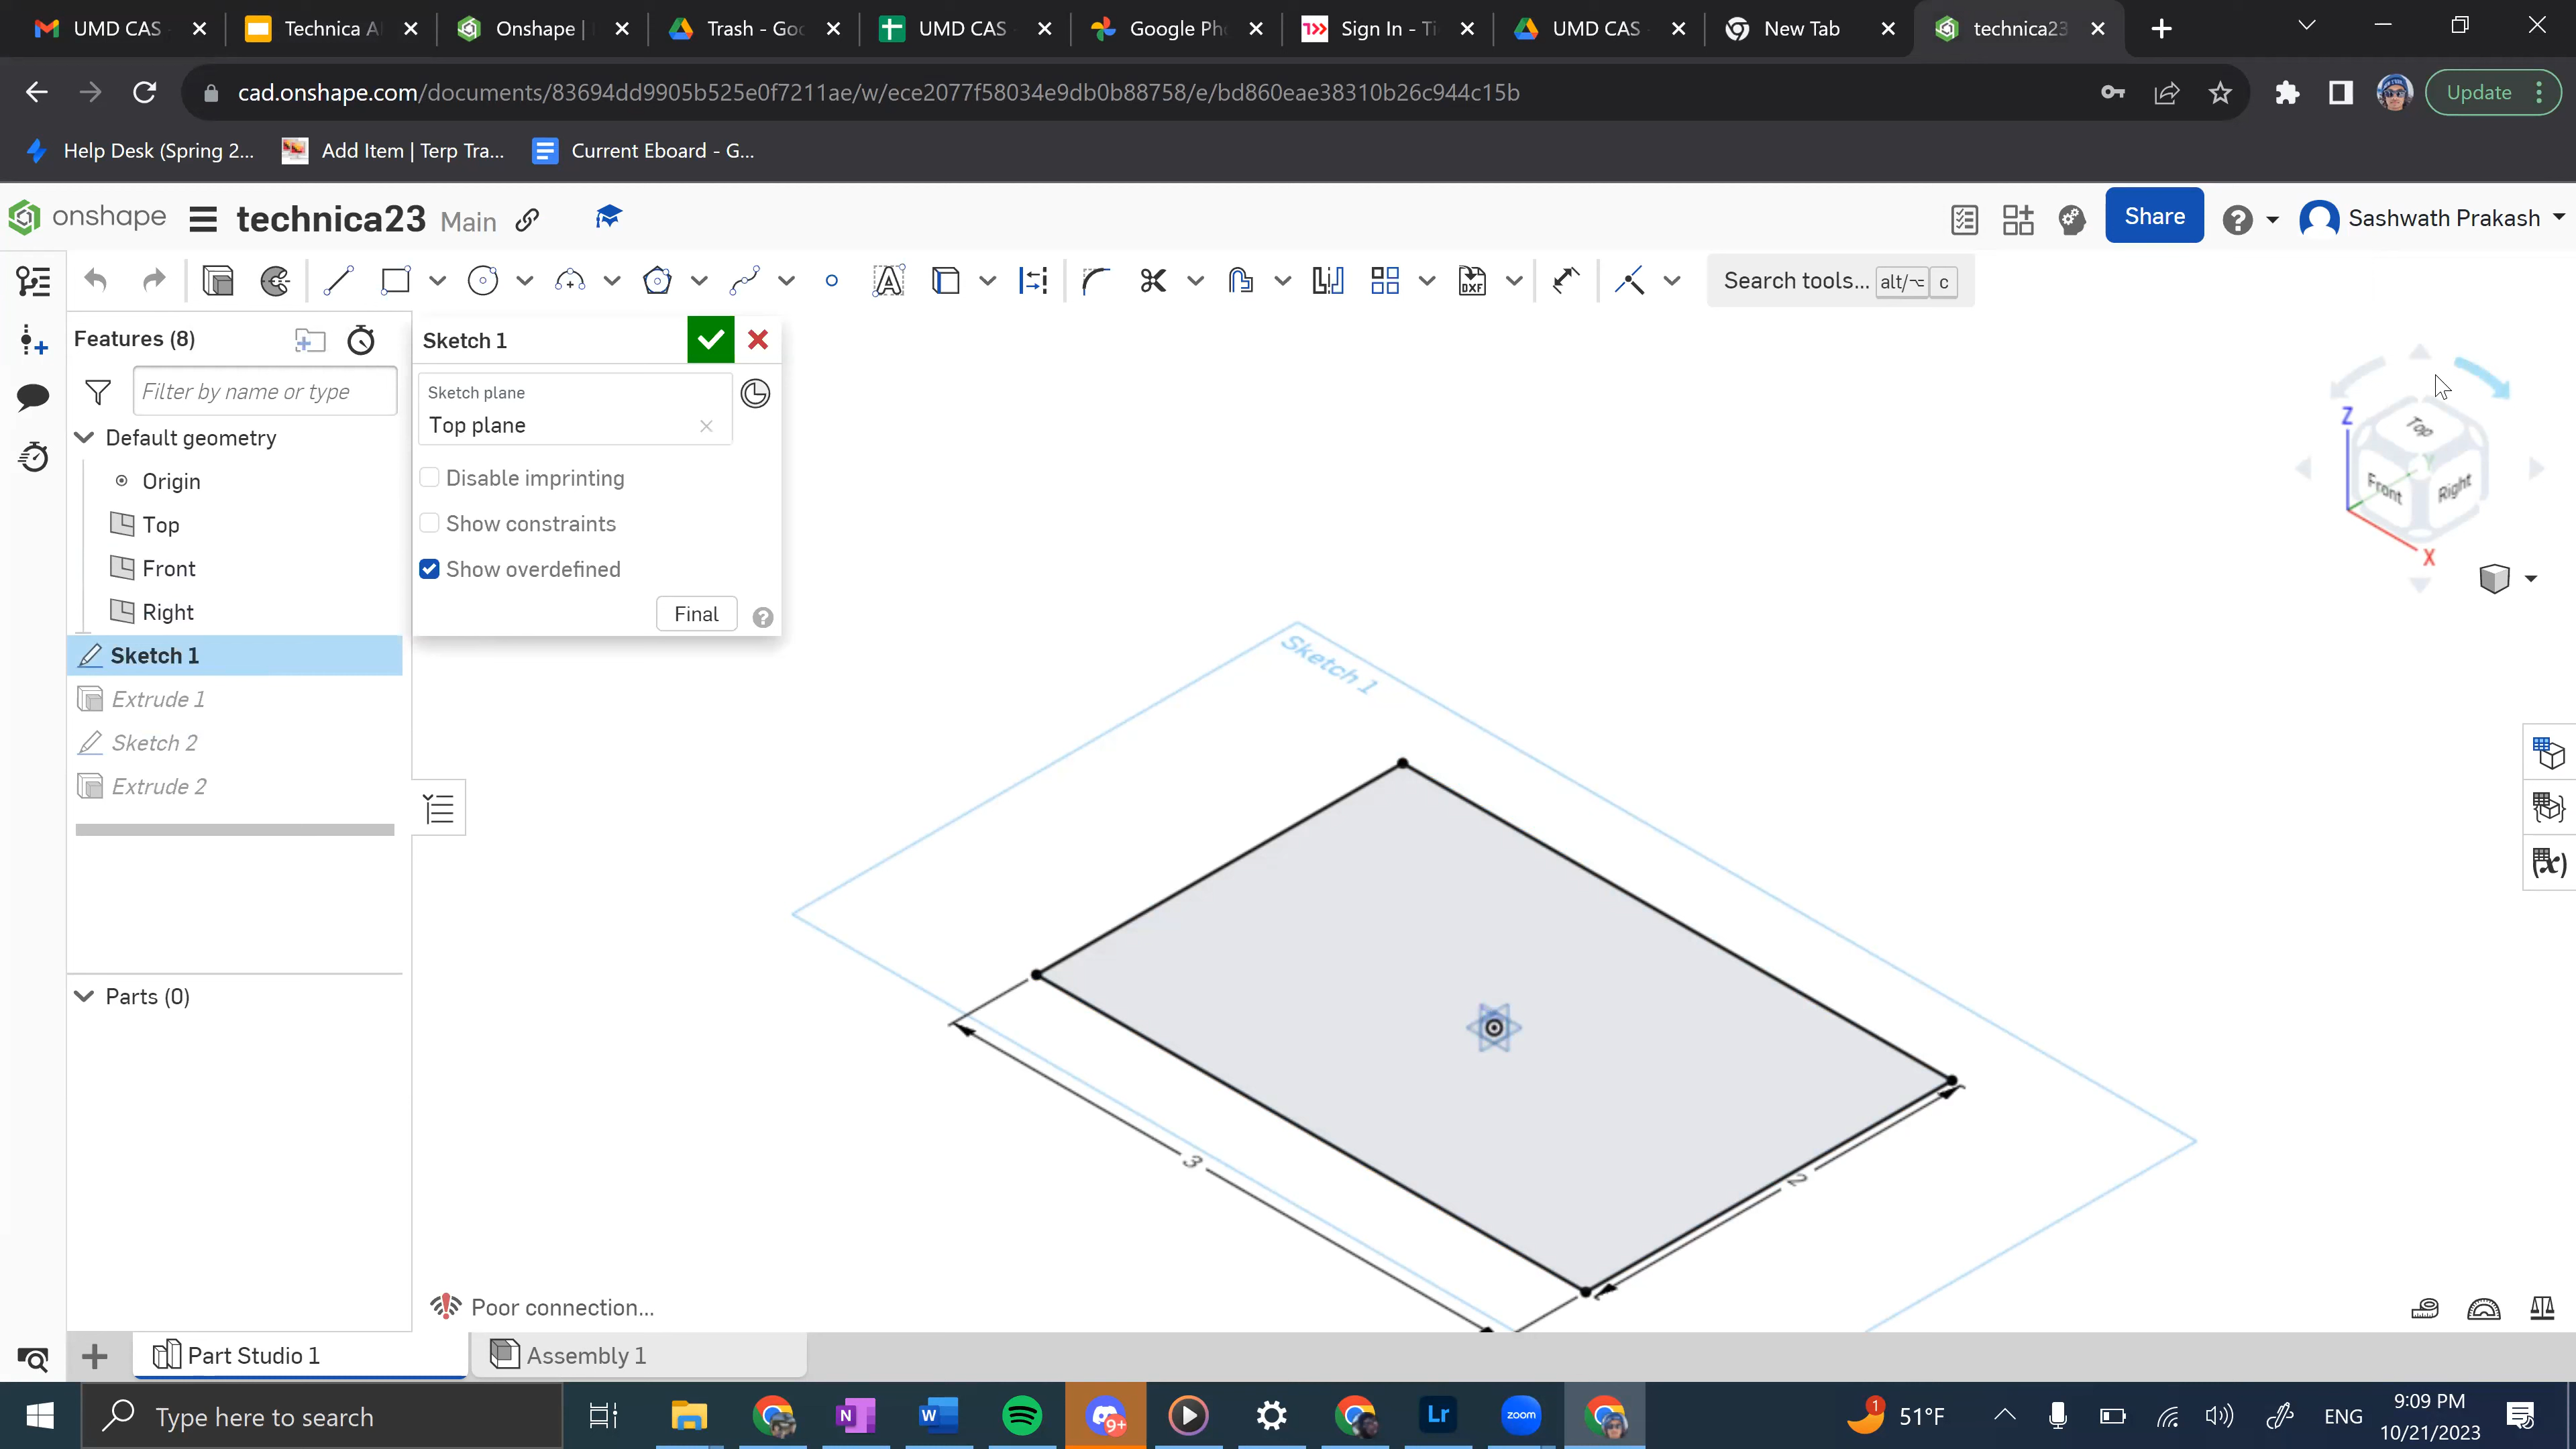 UMD CAS
Technica A
Onshape |
Trash - Goo
UMD CAS
Google Pho
Sign In - Ti
UMD CAS
New Tab
technica23
cad.onshape.com/documents/83694dd9905b525e0f7211ae/w/ece2077f58034e9db0b88758/e/bd860eae38310b26c944c15b
Update
Help Desk (Spring 2...
Add Item | Terp Tra...
Current Eboard - G...
onshape
technica23 Main
Share
Sashwath Prakash
Search tools... alt/⌥ c
Features (8)
Filter by name or type
Default geometry
Origin
Top
Front
Right
Sketch 1
Extrude 1
Sketch 2
Extrude 2
Parts (0)
Sketch 1
Sketch plane
Top plane
Disable imprinting
Show constraints
Show overdefined
Final
Z
Top
Y
Front
Right
X
Sketch 1
3
2
Poor connection...
Part Studio 1
Assembly 1
Type here to search
N
W
9+
Lr
zoom
1
51°F
ENG
9:09 PM
10/21/2023